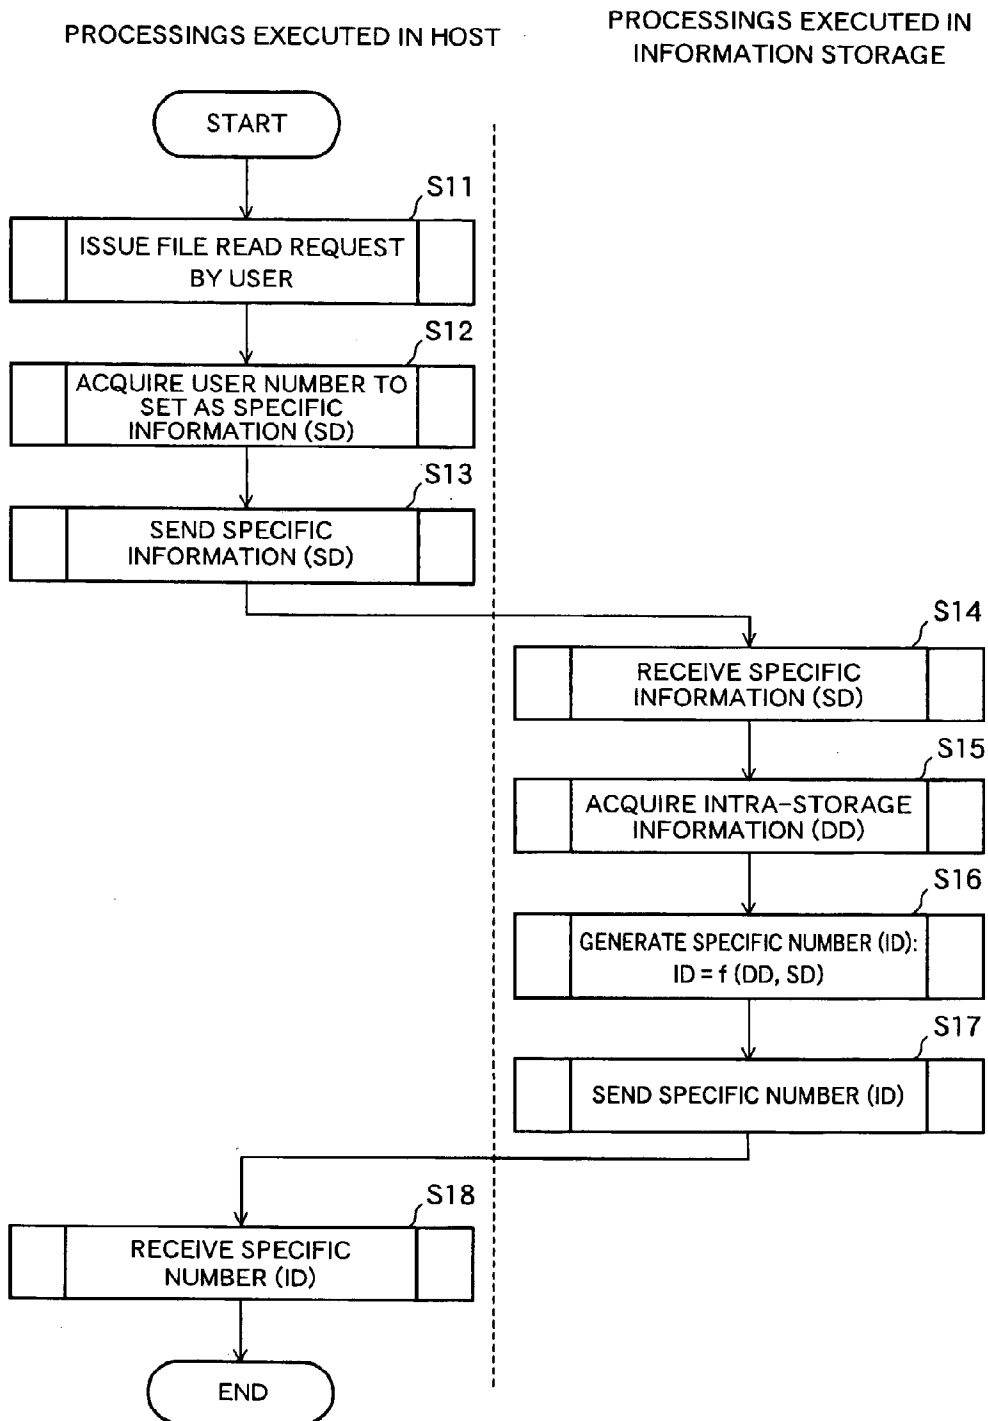 PROCESSINGS EXECUTED IN HOST
PROCESSINGS EXECUTED IN
INFORMATION STORAGE
START
S11
ISSUE FILE READ REQUEST
BY USER
S12
ACQUIRE USER NUMBER TO
SET AS SPECIFIC
INFORMATION (SD)
S13
SEND SPECIFIC
INFORMATION (SD)
S14
RECEIVE SPECIFIC
INFORMATION (SD)
S15
ACQUIRE INTRA-STORAGE
INFORMATION (DD)
S16
GENERATE SPECIFIC NUMBER (ID):
ID = f (DD, SD)
S17
SEND SPECIFIC NUMBER (ID)
S18
RECEIVE SPECIFIC
NUMBER (ID)
END